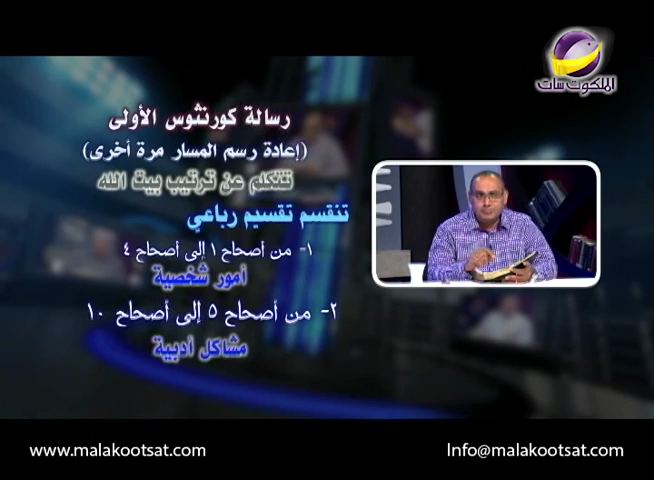 الملكوت سات
رسالة كورنثوس الأولى
(إعادة رسم المسار مرة أخرى)
تتكلم عن ترتيب بيت الله
تنقسم تقسيم رباعي
١- من أصحاح ١ إلى أصحاح ٤
أمور شخصية
٢- من أصحاح ٥ إلى أصحاح ١٠
مشاكل أدبية
www.malakootsat.com
Info@malakootsat.com